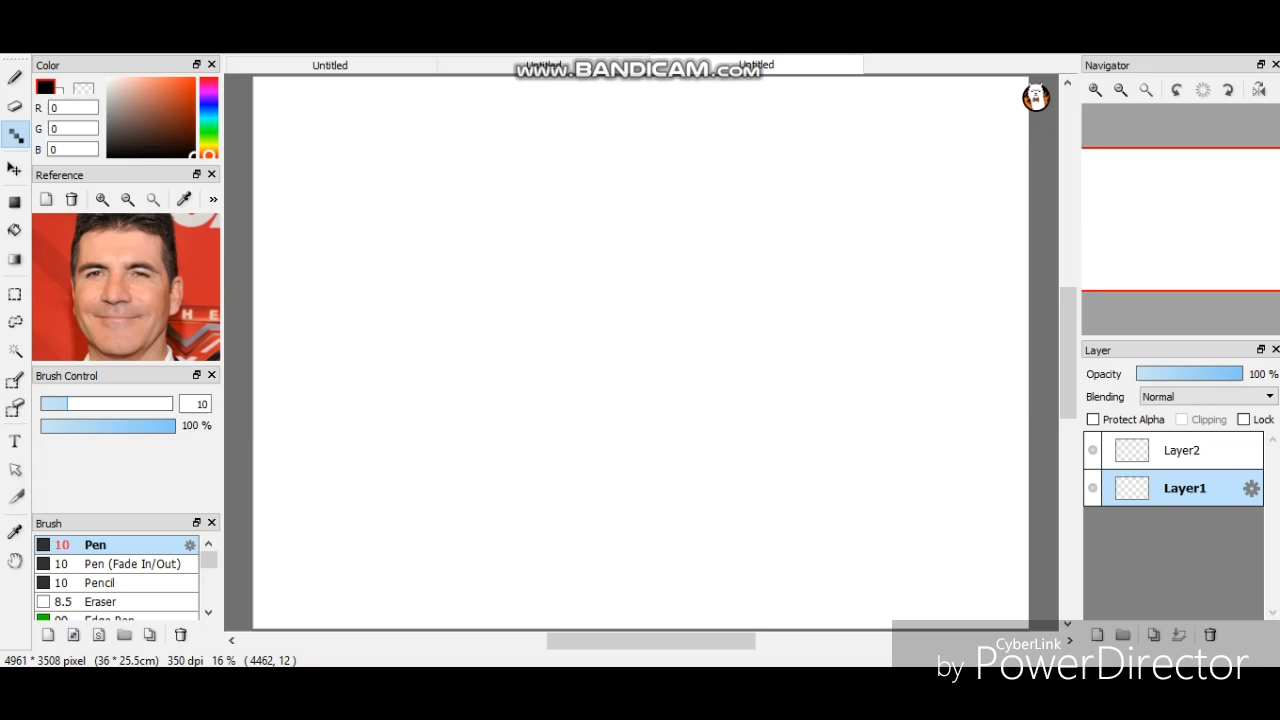 Color
Untitled
Untitled
Untitled
www.BANDICAM.com
Navigator
R 0
G 0
B 0
Reference
»
H E
Brush Control
10
100 %
Brush
10 Pen
10 Pen (Fade In/Out)
10 Pencil
8.5 Eraser
T
Layer
Opacity 100 %
Blending Normal
Protect Alpha Clipping Lock
Layer2
Layer1
4961 * 3508 pixel (36 * 25.5cm) 350 dpi 16 % ( 4462, 12 )
CyberLink
by PowerDirector